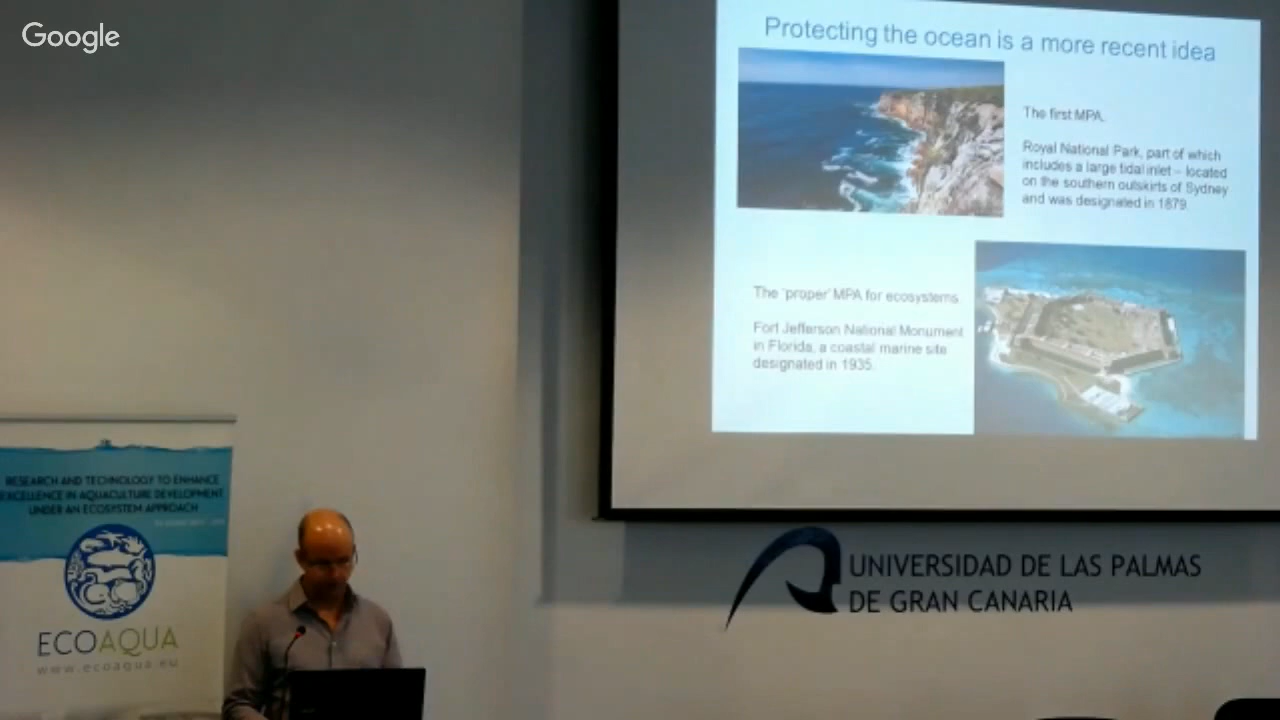 Google
Protecting the ocean is a more recent idea
The first MPA.
Royal National Park, part of which
includes a large tidal inlet – located
on the southern outskirts of Sydney
and was designated in 1879.
The 'proper' MPA for ecosystems.
Fort Jefferson National Monument
in Florida, a coastal marine site
designated in 1935.
RESEARCH AND TECHNOLOGY TO ENHANCE
EXCELLENCE IN AQUACULTURE DEVELOPMENT
UNDER AN ECOSYSTEM APPROACH
ECOAQUA
www.ecoaqua.eu
UNIVERSIDAD DE LAS PALMAS
DE GRAN CANARIA